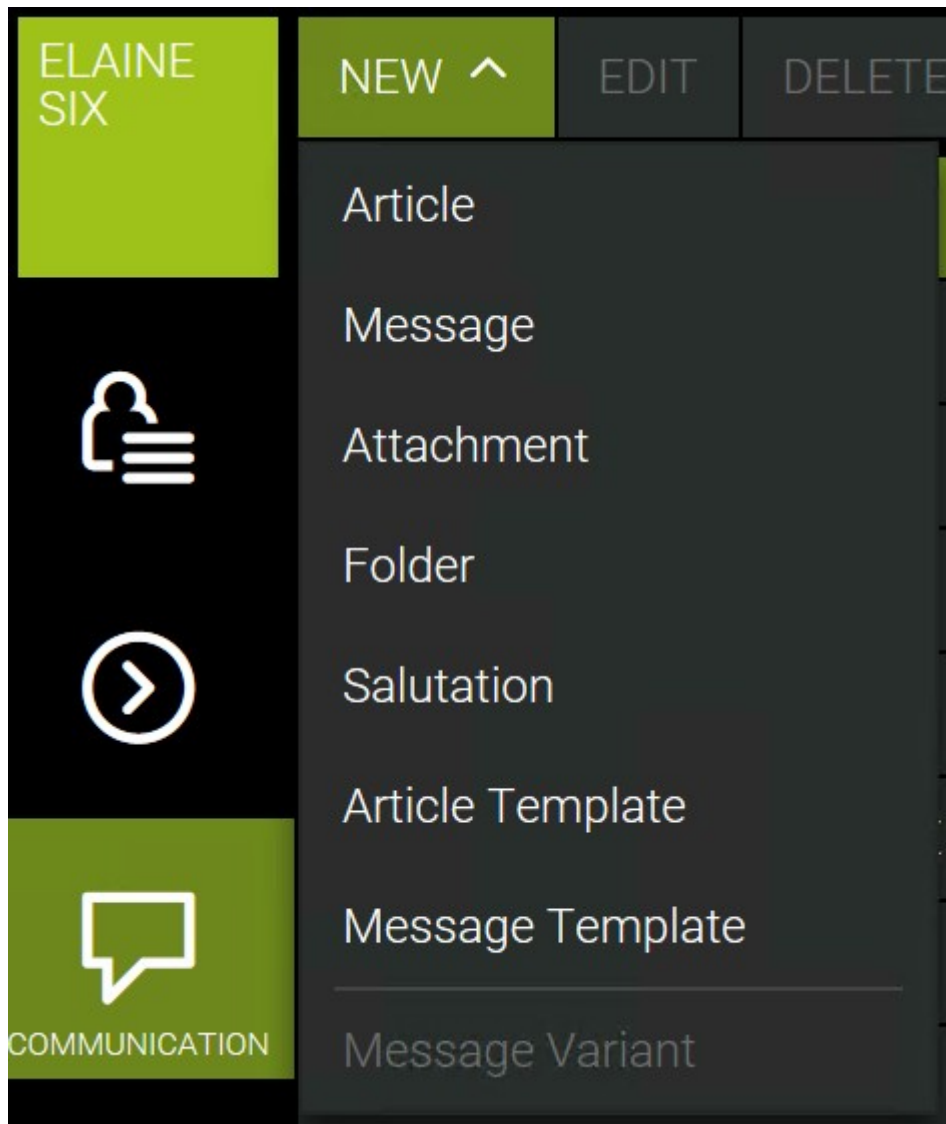 ELAINE
SIX
NEW EDIT DELETE
Article
Message
Attachment
Folder
Salutation
Article Template
Message Template
COMMUNICATION
Message Variant